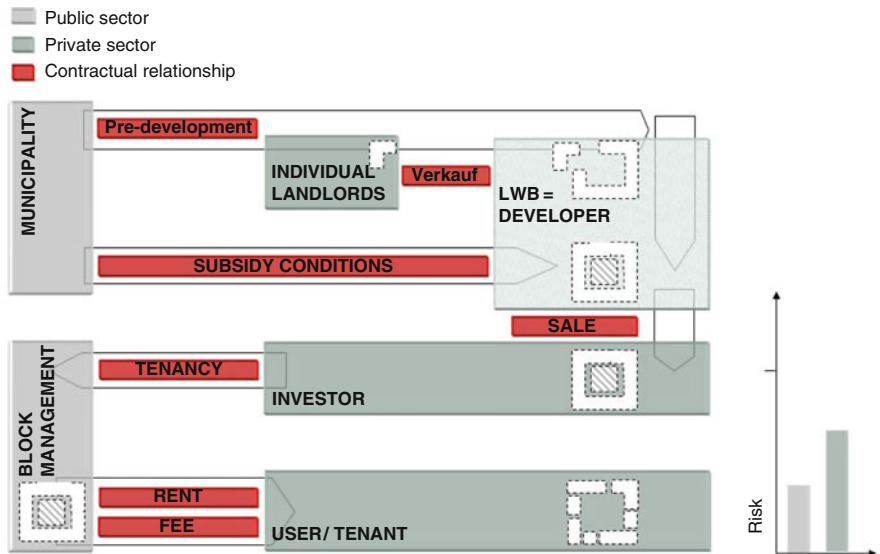 Public sector
Private sector
Contractual relationship
MUNICIPALITY
Pre-development
INDIVIDUAL
LANDLORDS
Verkauf
LWB =
DEVELOPER
SUBSIDY CONDITIONS
SALE
BLOCK
MANAGEMENT
TENANCY
INVESTOR
RENT
FEE
USER/ TENANT
Risk